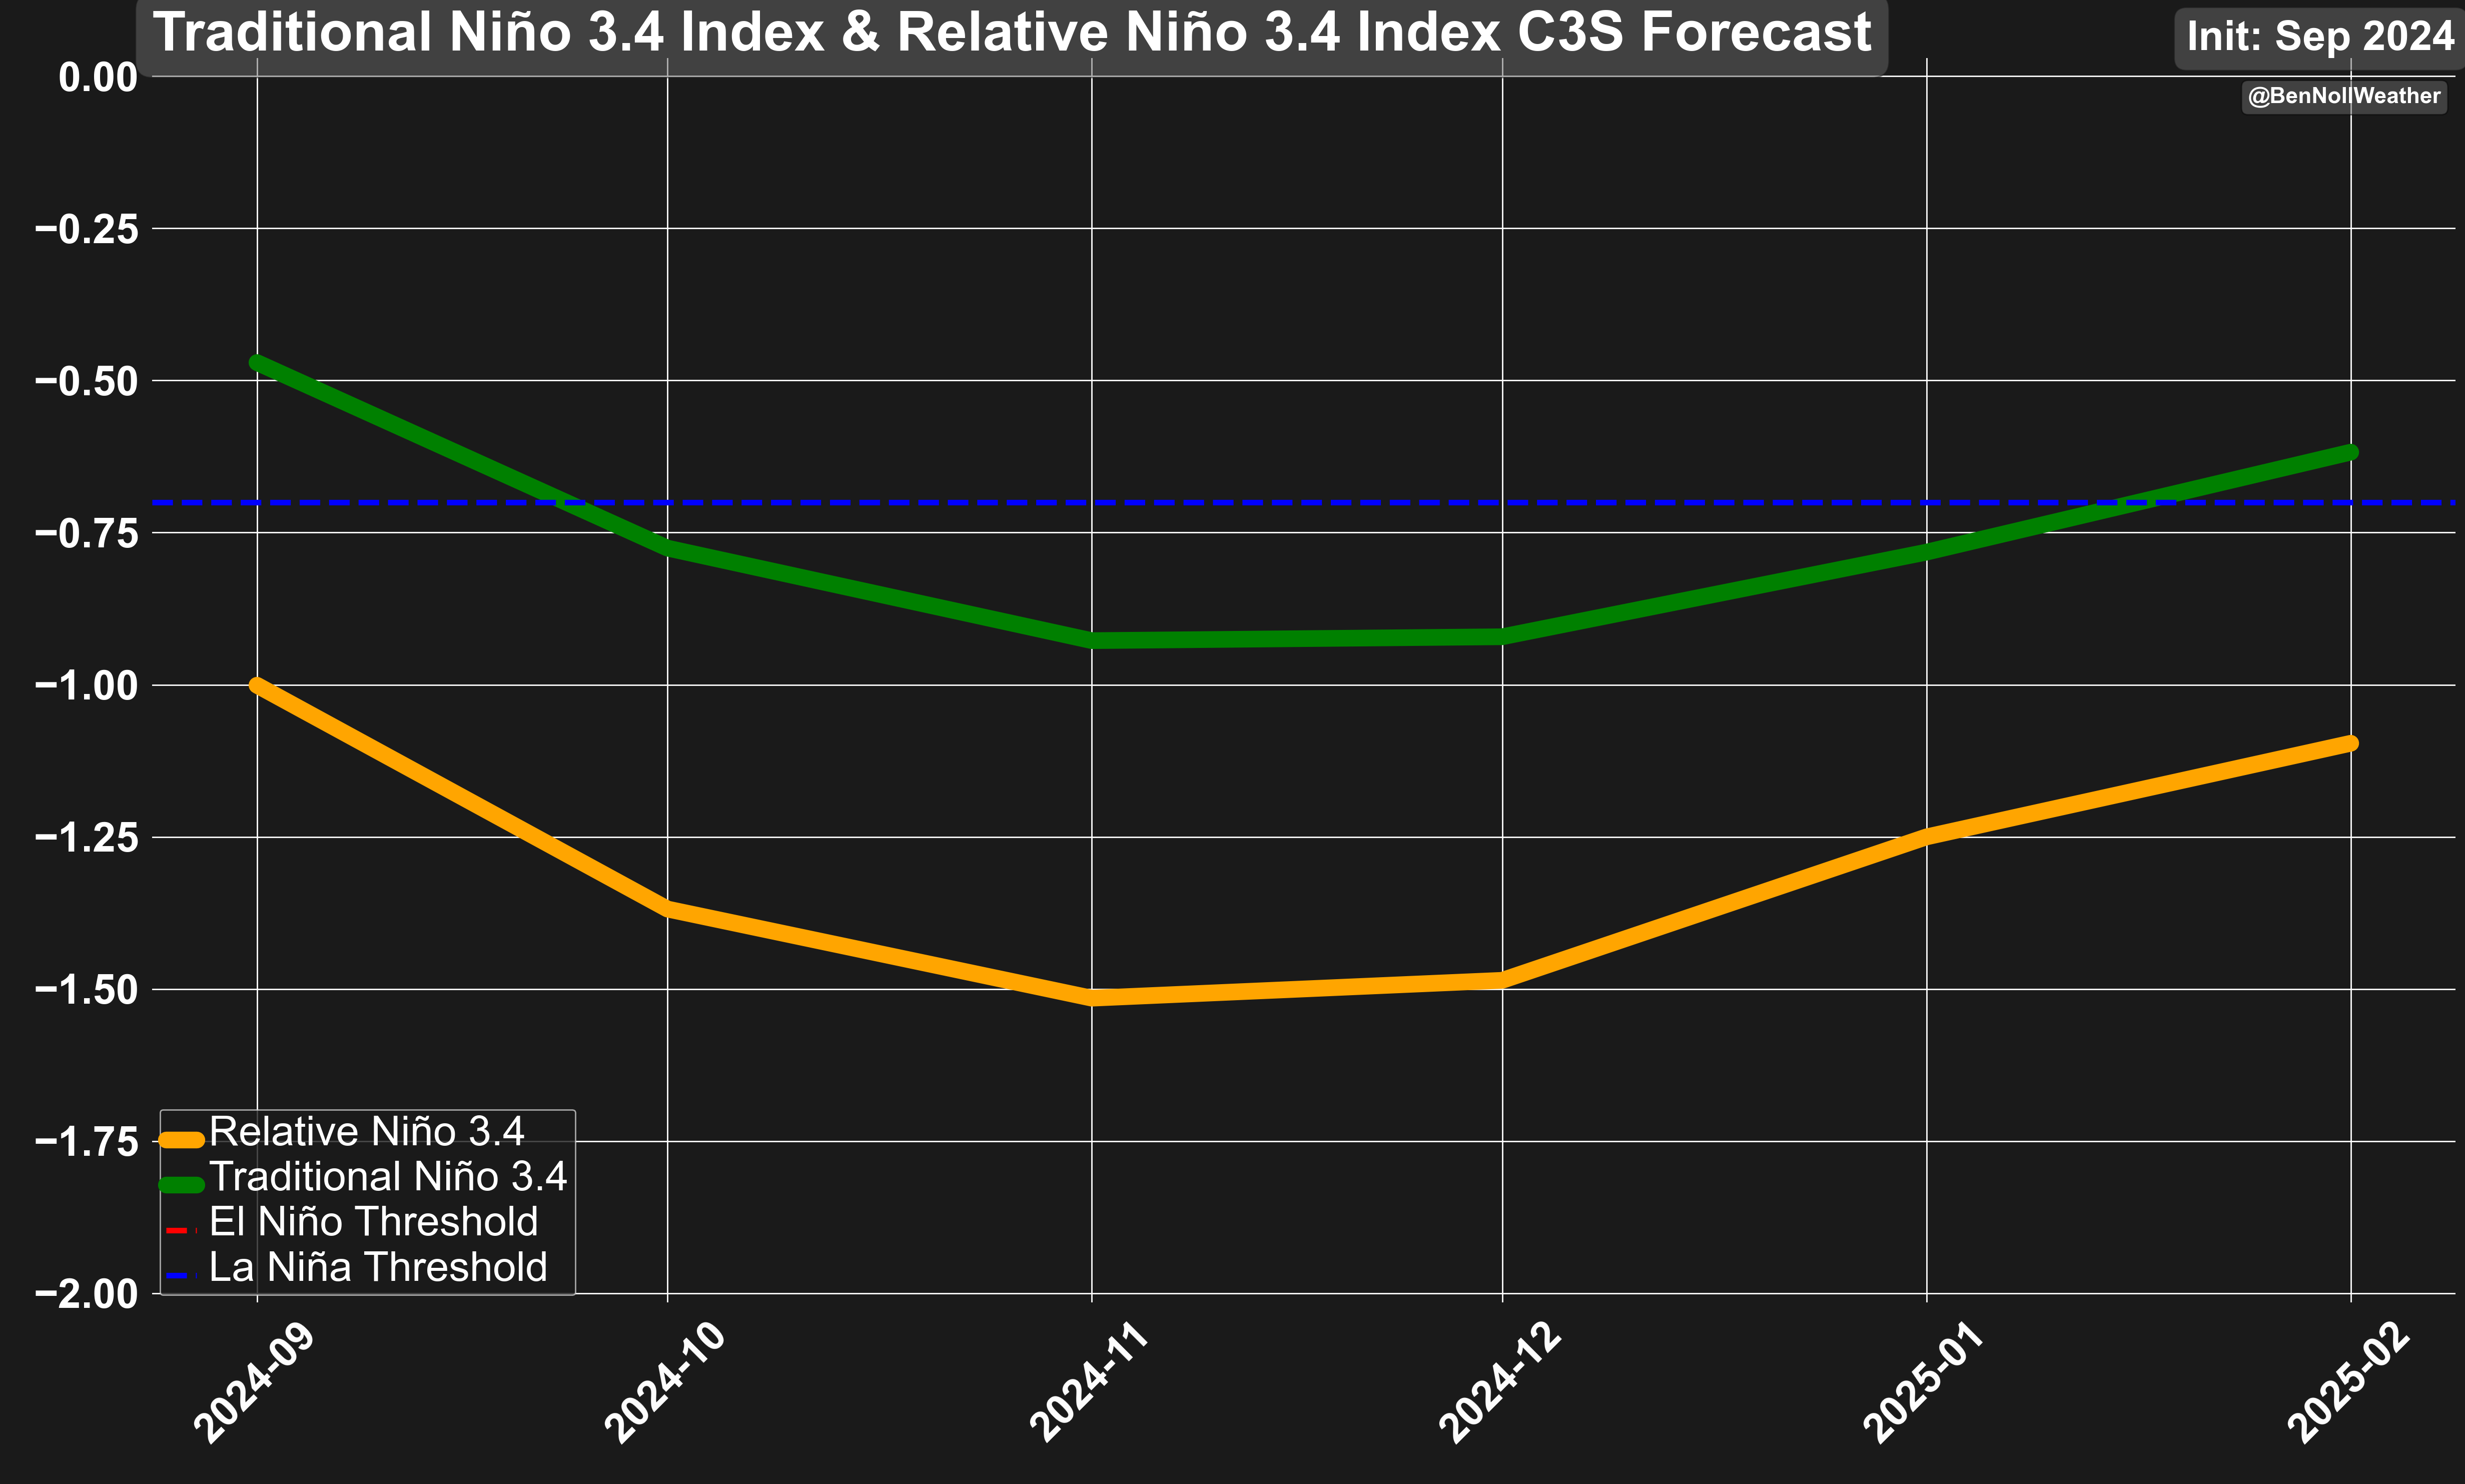 Traditional Niño 3.4 Index & Relative Niño 3.4 Index C3S Forecast
Init: Sep 2024
@BenNollWeather
0.00
−0.25
−0.50
−0.75
−1.00
−1.25
−1.50
−1.75
−2.00
Relative Niño 3.4
Traditional Niño 3.4
El Niño Threshold
La Niña Threshold
2024-09
2024-10
2024-11
2024-12
2025-01
2025-02